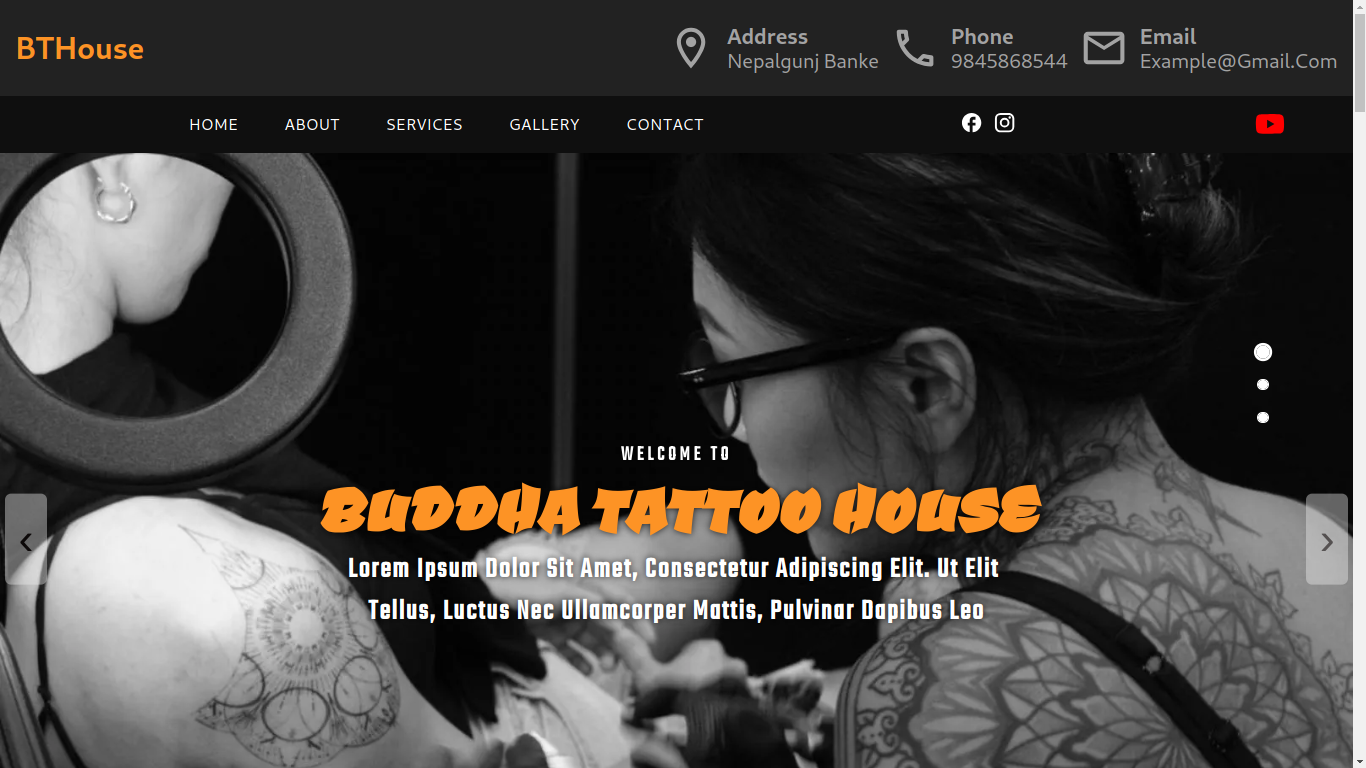 BTHouse
Address
Nepalgunj Banke
Phone
9845868544
Email
Example@Gmail.Com
HOME ABOUT SERVICES GALLERY CONTACT
WELCOME TO
BUDDHA TATTOO HOUSE
Lorem Ipsum Dolor Sit Amet, Consectetur Adipiscing Elit. Ut Elit
Tellus, Luctus Nec Ullamcorper Mattis, Pulvinar Dapibus Leo